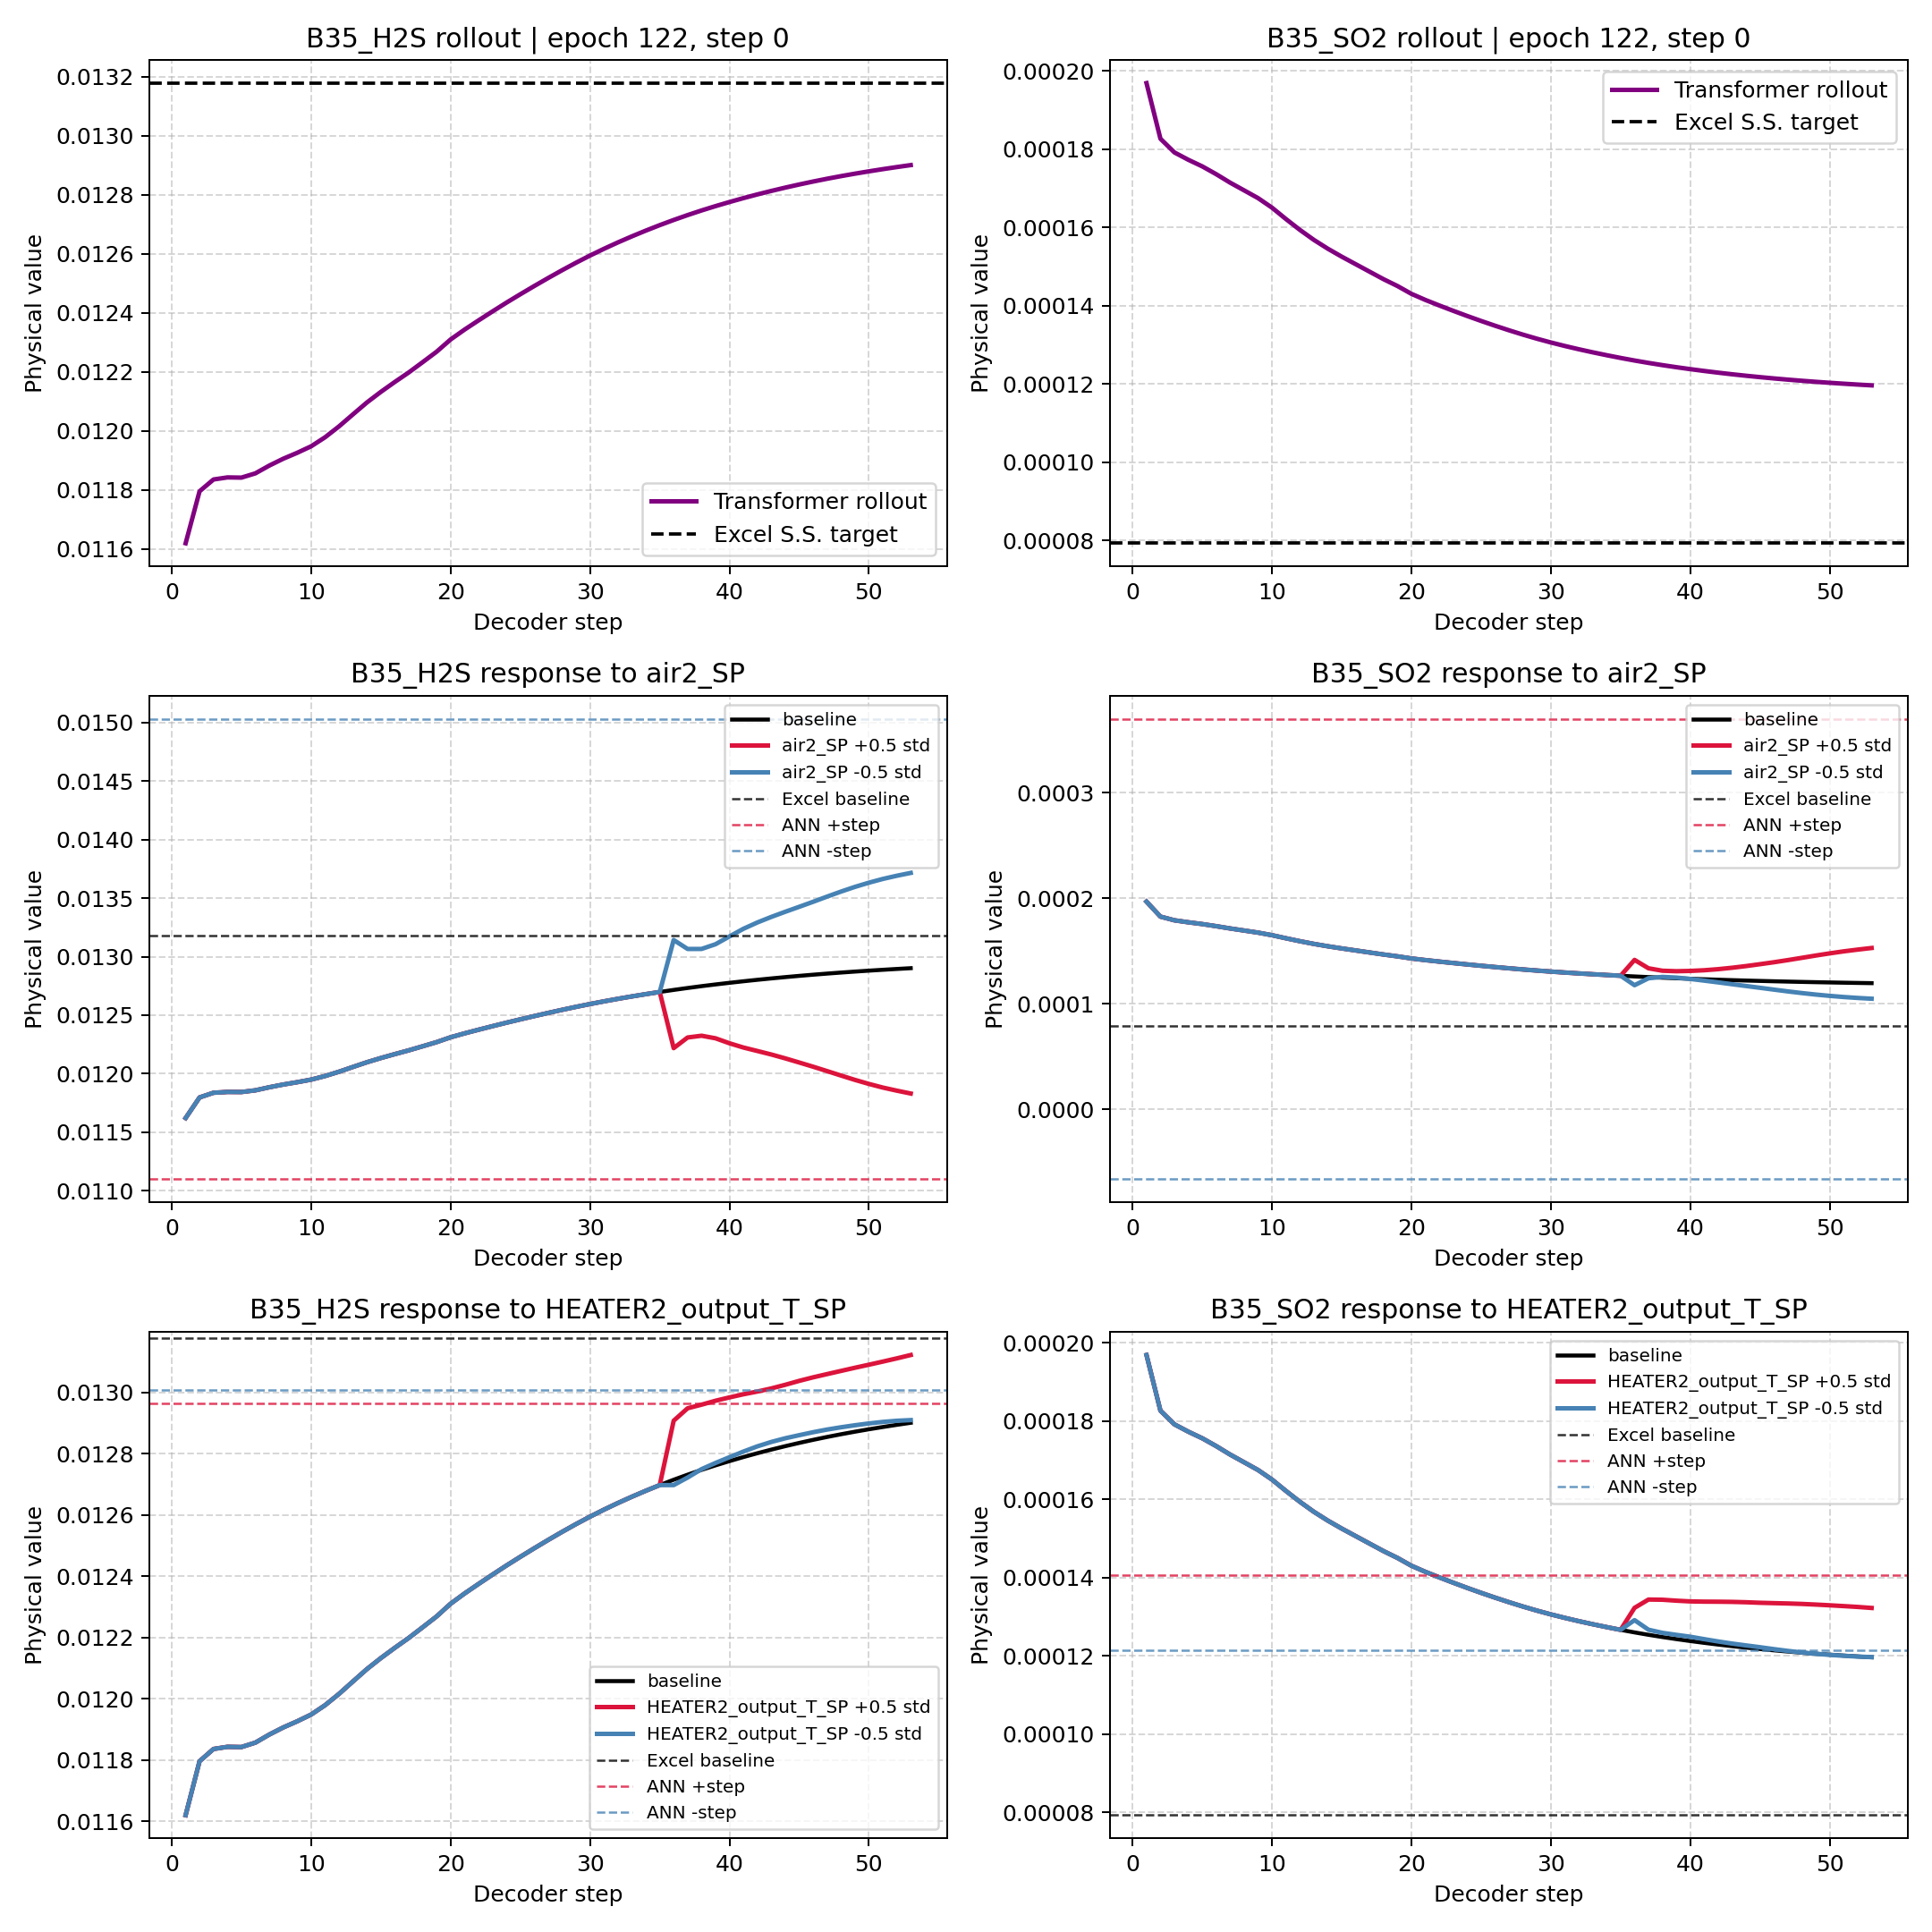 B35_H2S rollout | epoch 122, step 0
Physical value
0.0132
0.0130
0.0128
0.0126
0.0124
0.0122
0.0120
0.0118
0.0116
Transformer rollout
Excel S.S. target
0 10 20 30 40 50
Decoder step
B35_SO2 rollout | epoch 122, step 0
Physical value
0.00020
0.00018
0.00016
0.00014
0.00012
0.00010
0.00008
Transformer rollout
Excel S.S. target
0 10 20 30 40 50
Decoder step
B35_H2S response to air2_SP
Physical value
0.0150
0.0145
0.0140
0.0135
0.0130
0.0125
0.0120
0.0115
0.0110
baseline
air2_SP +0.5 std
air2_SP -0.5 std
Excel baseline
ANN +step
ANN -step
0 10 20 30 40 50
Decoder step
B35_SO2 response to air2_SP
Physical value
0.0003
0.0002
0.0001
0.0000
baseline
air2_SP +0.5 std
air2_SP -0.5 std
Excel baseline
ANN +step
ANN -step
0 10 20 30 40 50
Decoder step
B35_H2S response to HEATER2_output_T_SP
Physical value
0.0130
0.0128
0.0126
0.0124
0.0122
0.0120
0.0118
0.0116
baseline
HEATER2_output_T_SP +0.5 std
HEATER2_output_T_SP -0.5 std
Excel baseline
ANN +step
ANN -step
0 10 20 30 40 50
Decoder step
B35_SO2 response to HEATER2_output_T_SP
Physical value
0.00020
0.00018
0.00016
0.00014
0.00012
0.00010
0.00008
baseline
HEATER2_output_T_SP +0.5 std
HEATER2_output_T_SP -0.5 std
Excel baseline
ANN +step
ANN -step
0 10 20 30 40 50
Decoder step